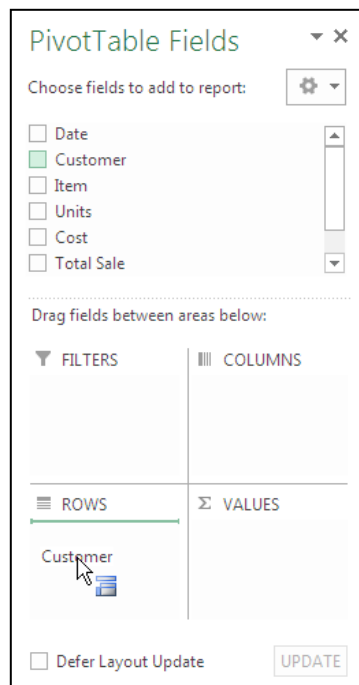 PivotTable Fields
Choose fields to add to report:
Date
Customer
Item
Units
Cost
Total Sale
Drag fields between areas below:
FILTERS
COLUMNS
ROWS
Σ VALUES
Customer
Defer Layout Update
UPDATE